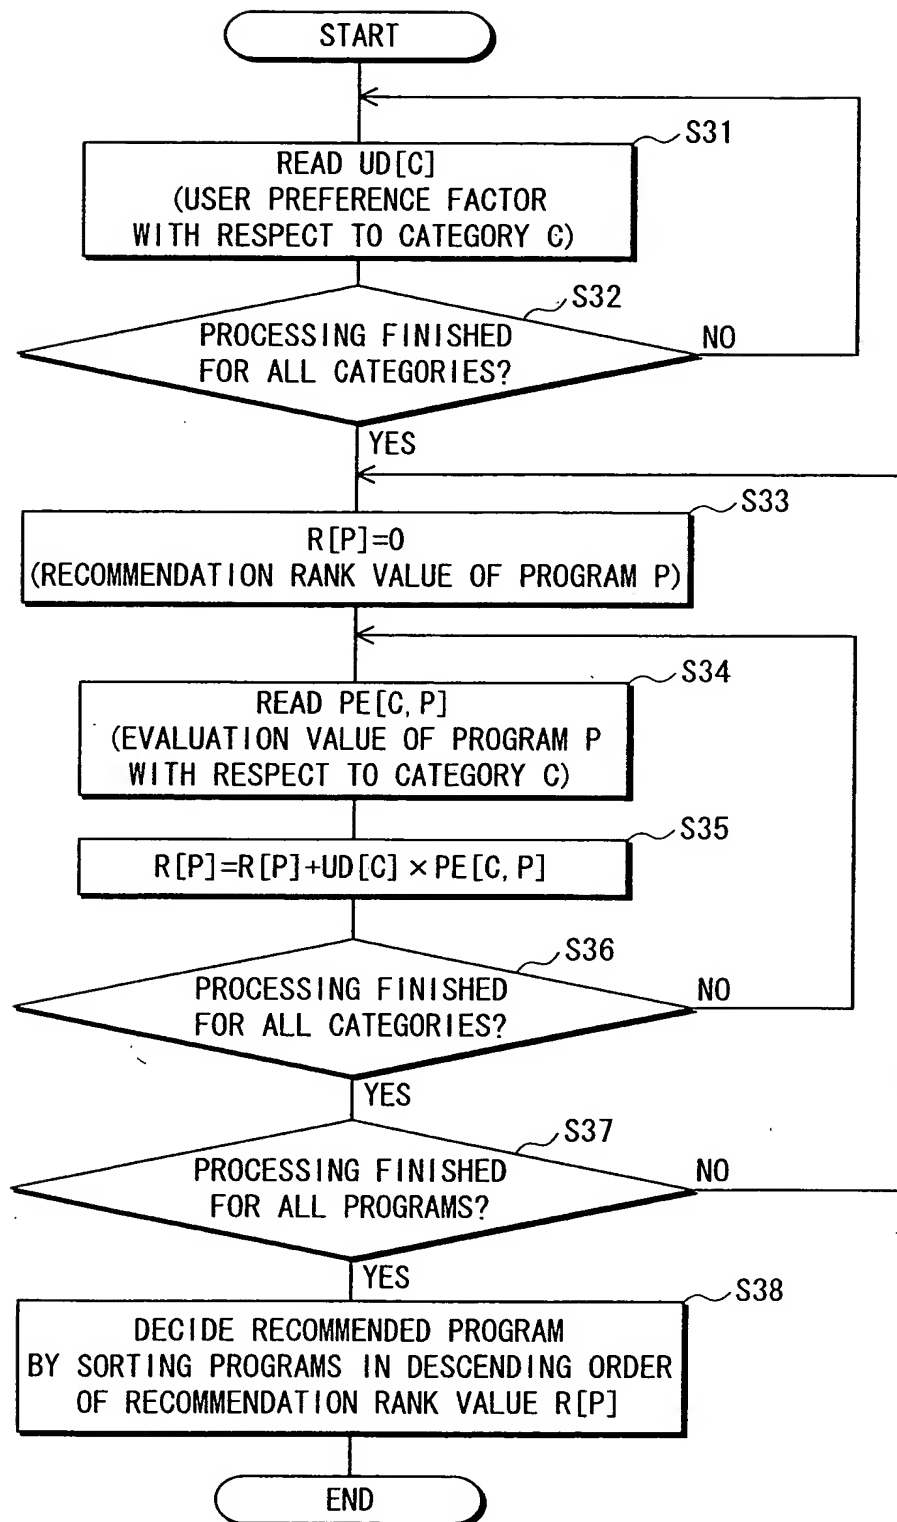 START
S31
READ UD[C]
(USER PREFERENCE FACTOR
WITH RESPECT TO CATEGORY C)
S32
PROCESSING FINISHED
FOR ALL CATEGORIES?
NO
YES
S33
R[P]=0
(RECOMMENDATION RANK VALUE OF PROGRAM P)
S34
READ PE[C,P]
(EVALUATION VALUE OF PROGRAM P
WITH RESPECT TO CATEGORY C)
S35
R[P]=R[P]+UD[C]×PE[C,P]
S36
PROCESSING FINISHED
FOR ALL CATEGORIES?
NO
YES
S37
PROCESSING FINISHED
FOR ALL PROGRAMS?
NO
YES
S38
DECIDE RECOMMENDED PROGRAM
BY SORTING PROGRAMS IN DESCENDING ORDER
OF RECOMMENDATION RANK VALUE R[P]
END